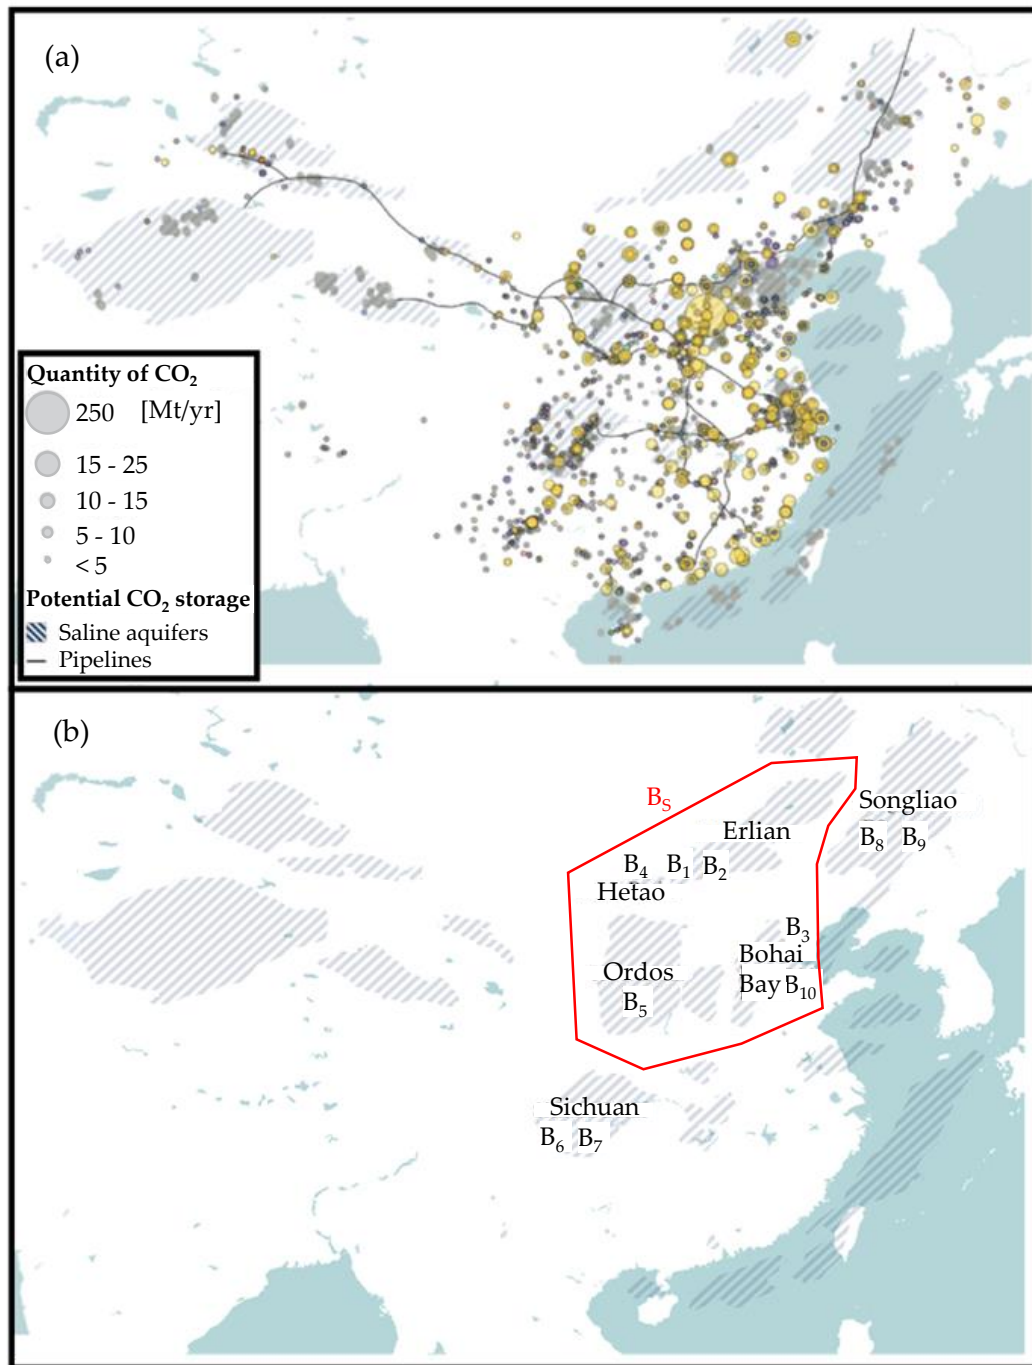 (a)
Quantity of CO₂
250 [Mt/yr]
15 - 25
10 - 15
5 - 10
< 5
Potential CO₂ storage
Saline aquifers
Pipelines
(b)
B_S
Songliao
B₈ B₉
Erlian
B₄ B₁ B₂
Hetao
B₃
Bohai
Bay B₁₀
Ordos
B₅
Sichuan
B₆ B₇